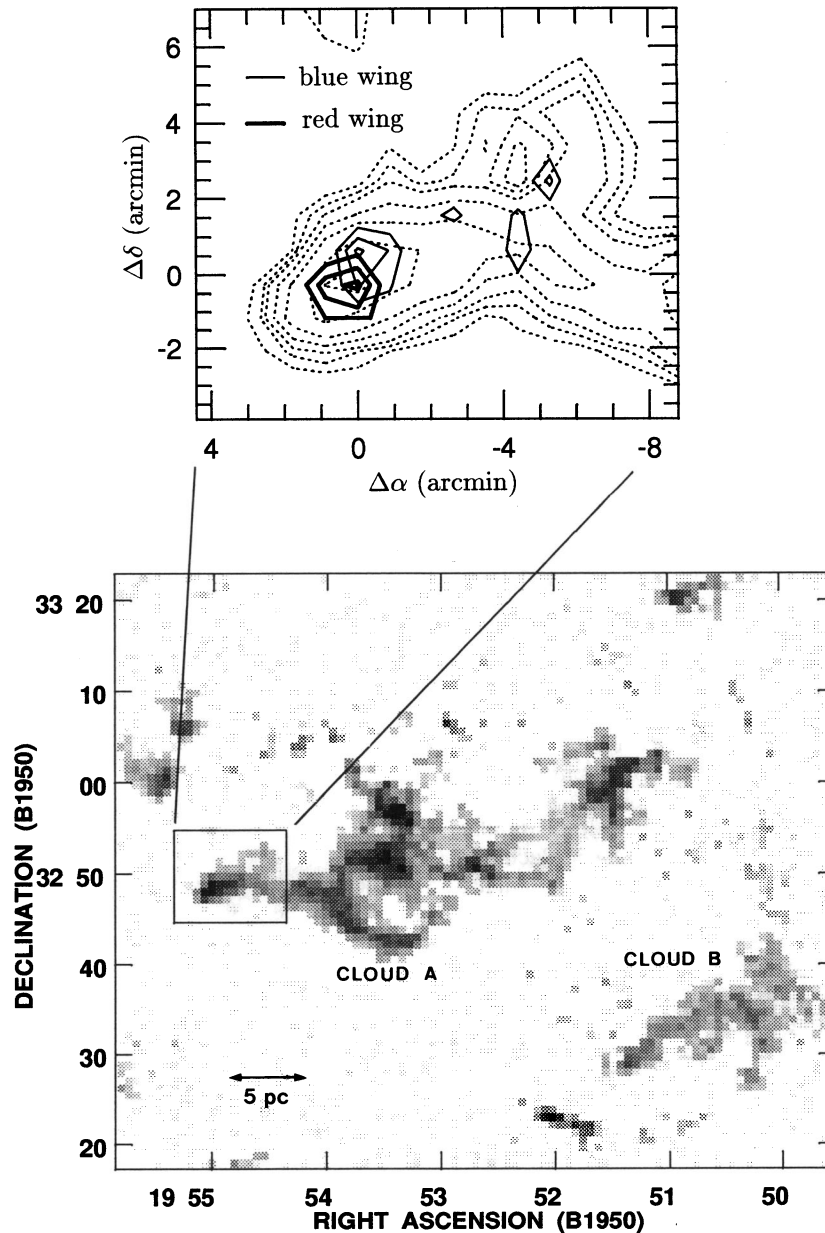 6
4
2
0
-2
Δδ (arcmin)
blue wing
red wing
4 0 -4 -8
Δα (arcmin)
33 20
10
00
32 50
40
30
20
DECLINATION (B1950)
CLOUD A
CLOUD B
5 pc
19 55 54 53 52 51 50
RIGHT ASCENSION (B1950)